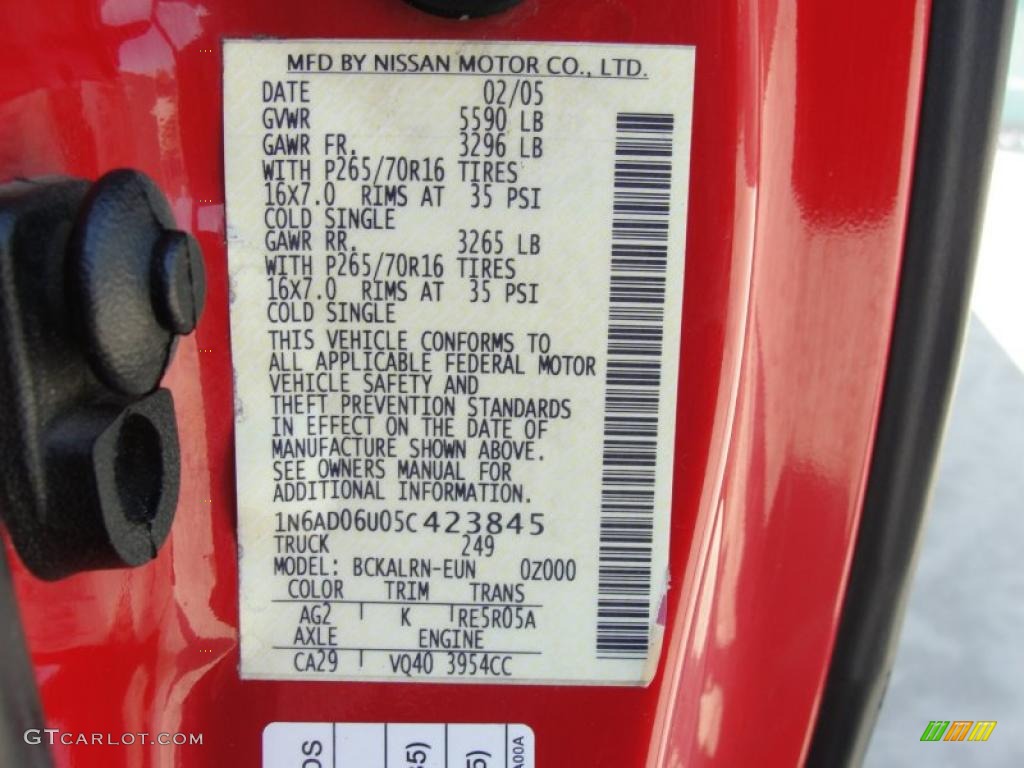 MFD BY NISSAN MOTOR CO., LTD.
DATE 02/05
GVWR 5590 LB
GAWR FR. 3296 LB
WITH P265/70R16 TIRES
16X7.0 RIMS AT 35 PSI
COLD SINGLE
GAWR RR. 3265 LB
WITH P265/70R16 TIRES
16X7.0 RIMS AT 35 PSI
COLD SINGLE
THIS VEHICLE CONFORMS TO
ALL APPLICABLE FEDERAL MOTOR
VEHICLE SAFETY AND
THEFT PREVENTION STANDARDS
IN EFFECT ON THE DATE OF
MANUFACTURE SHOWN ABOVE.
SEE OWNERS MANUAL FOR
ADDITIONAL INFORMATION.
1N6AD06U05C423845
TRUCK 249
MODEL: BCKALRN-EUN 0Z000
COLOR TRIM TRANS
AG2 K RE5R05A
AXLE ENGINE
CA29 VQ40 3954CC
GTCARLOT.COM